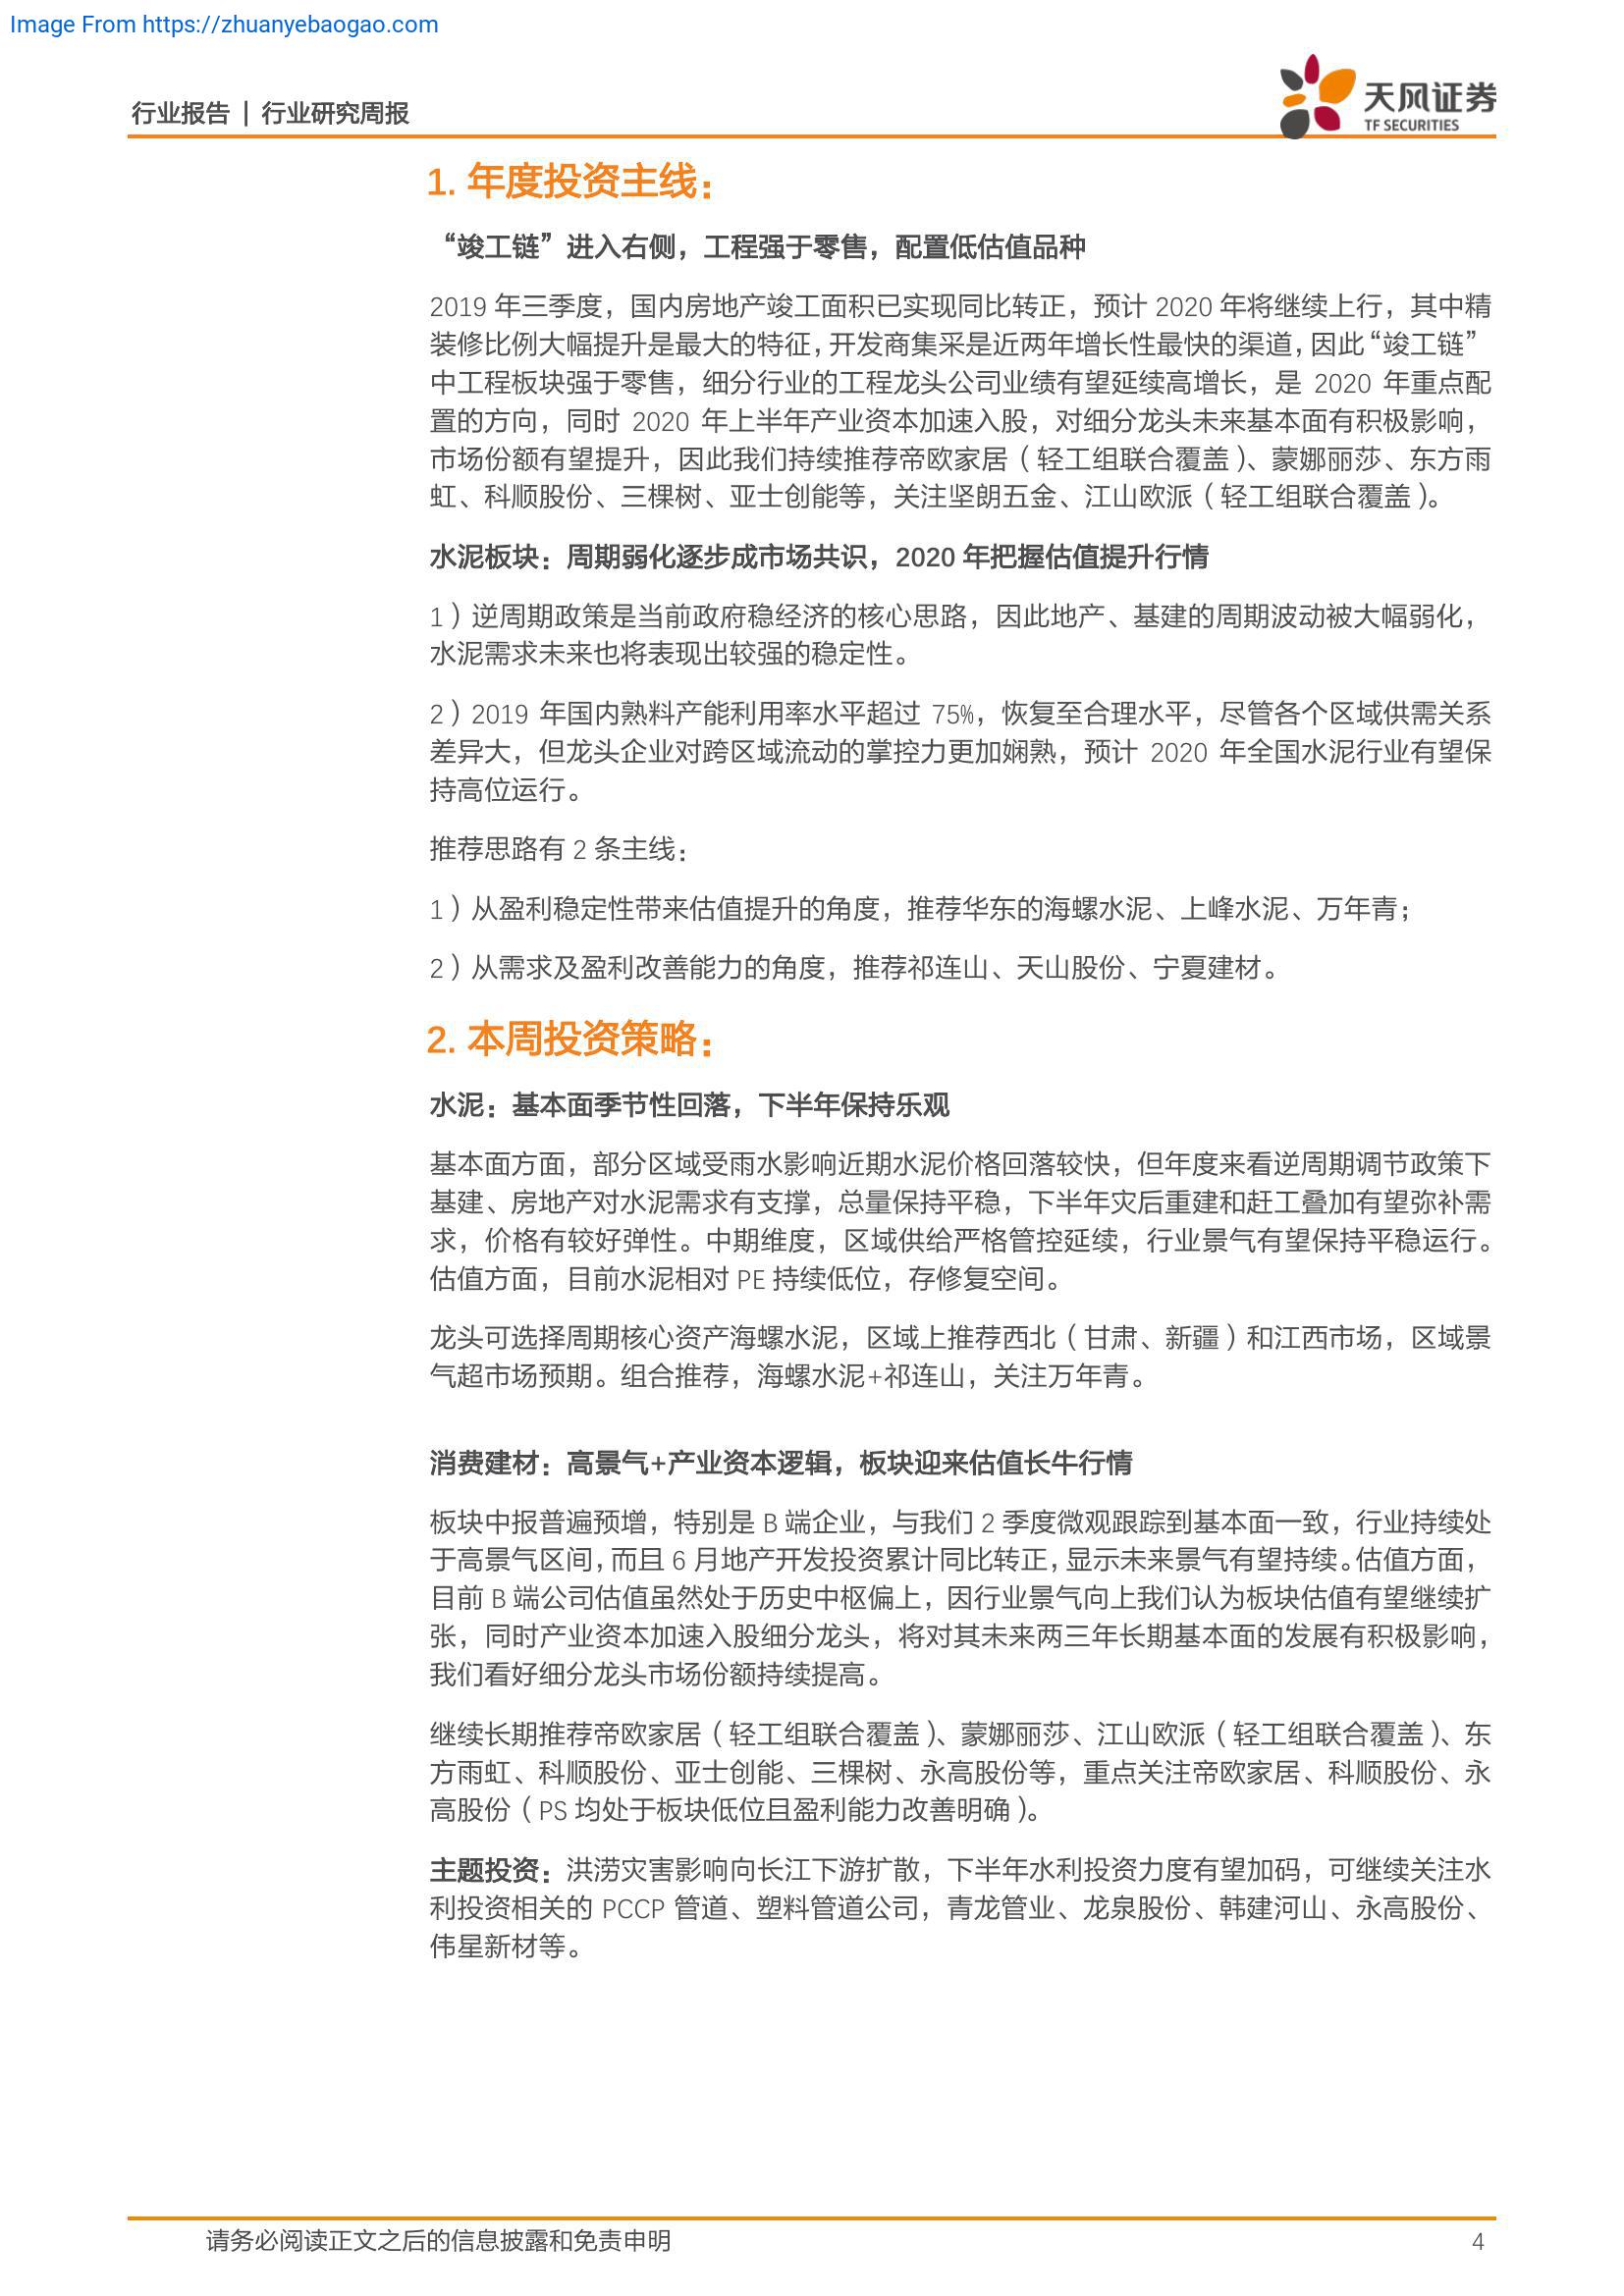 Image From https://zhuanyebaogao.com
行业报告 | 行业研究周报
天风证券
TF SECURITIES
1. 年度投资主线：
“竣工链”进入右侧，工程强于零售，配置低估值品种
2019 年三季度，国内房地产竣工面积已实现同比转正，预计 2020 年将继续上行，其中精
装修比例大幅提升是最大的特征，开发商集采是近两年增长性最快的渠道，因此“竣工链”
中工程板块强于零售，细分行业的工程龙头公司业绩有望延续高增长，是 2020 年重点配
置的方向，同时 2020 年上半年产业资本加速入股，对细分龙头未来基本面有积极影响，
市场份额有望提升，因此我们持续推荐帝欧家居（轻工组联合覆盖）、蒙娜丽莎、东方雨
虹、科顺股份、三棵树、亚士创能等，关注坚朗五金、江山欧派（轻工组联合覆盖）。
水泥板块：周期弱化逐步成市场共识，2020 年把握估值提升行情
1）逆周期政策是当前政府稳经济的核心思路，因此地产、基建的周期波动被大幅弱化，
水泥需求未来也将表现出较强的稳定性。
2）2019 年国内熟料产能利用率水平超过 75%，恢复至合理水平，尽管各个区域供需关系
差异大，但龙头企业对跨区域流动的掌控力更加娴熟，预计 2020 年全国水泥行业有望保
持高位运行。
推荐思路有 2 条主线：
1）从盈利稳定性带来估值提升的角度，推荐华东的海螺水泥、上峰水泥、万年青；
2）从需求及盈利改善能力的角度，推荐祁连山、天山股份、宁夏建材。
2. 本周投资策略：
水泥：基本面季节性回落，下半年保持乐观
基本面方面，部分区域受雨水影响近期水泥价格回落较快，但年度来看逆周期调节政策下
基建、房地产对水泥需求有支撑，总量保持平稳，下半年灾后重建和赶工叠加有望弥补需
求，价格有较好弹性。中期维度，区域供给严格管控延续，行业景气有望保持平稳运行。
估值方面，目前水泥相对 PE 持续低位，存修复空间。
龙头可选择周期核心资产海螺水泥，区域上推荐西北（甘肃、新疆）和江西市场，区域景
气超市场预期。组合推荐，海螺水泥+祁连山，关注万年青。
消费建材：高景气+产业资本逻辑，板块迎来估值长牛行情
板块中报普遍预增，特别是 B 端企业，与我们 2 季度微观跟踪到基本面一致，行业持续处
于高景气区间，而且 6 月地产开发投资累计同比转正，显示未来景气有望持续。估值方面，
目前 B 端公司估值虽然处于历史中枢偏上，因行业景气向上我们认为板块估值有望继续扩
张，同时产业资本加速入股细分龙头，将对其未来两三年长期基本面的发展有积极影响，
我们看好细分龙头市场份额持续提高。
继续长期推荐帝欧家居（轻工组联合覆盖）、蒙娜丽莎、江山欧派（轻工组联合覆盖）、东
方雨虹、科顺股份、亚士创能、三棵树、永高股份等，重点关注帝欧家居、科顺股份、永
高股份（PS 均处于板块低位且盈利能力改善明确）。
主题投资：洪涝灾害影响向长江下游扩散，下半年水利投资力度有望加码，可继续关注水
利投资相关的 PCCP 管道、塑料管道公司，青龙管业、龙泉股份、韩建河山、永高股份、
伟星新材等。
请务必阅读正文之后的信息披露和免责申明
4